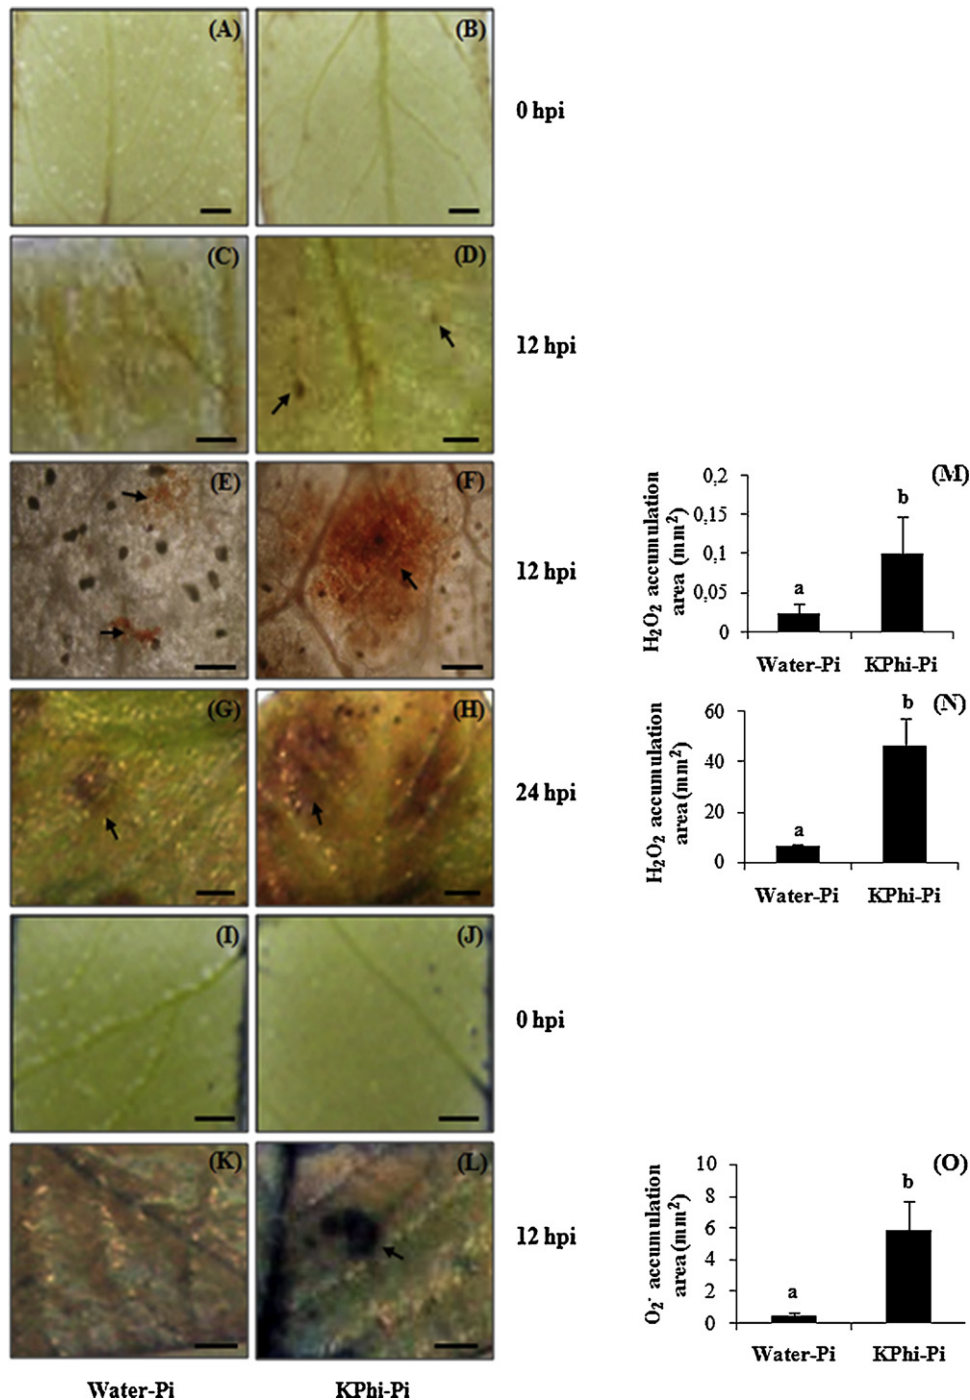 (A)
(B)
0 hpi
(C)
(D)
12 hpi
(E)
(F)
12 hpi
(G)
(H)
24 hpi
(I)
(J)
0 hpi
(K)
(L)
12 hpi
Water-Pi
KPhi-Pi
(M)
H₂O₂ accumulation
area (mm²)
0,2
0,15
0,1
0,05
0
a
b
Water-Pi
KPhi-Pi
(N)
H₂O₂ accumulation
area (mm²)
60
40
20
0
a
b
Water-Pi
KPhi-Pi
(O)
O₂⁻ accumulation
area (mm²)
10
8
6
4
2
0
a
b
Water-Pi
KPhi-Pi